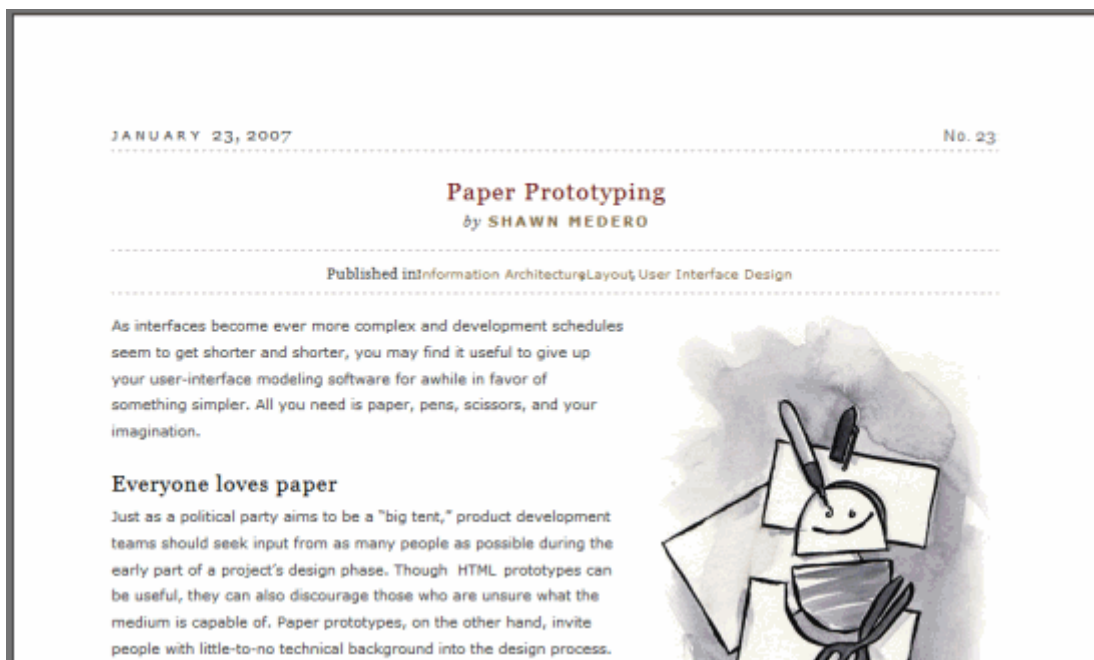 JANUARY 23, 2007
No. 23
Paper Prototyping
by SHAWN MEDERO
Published in: Information Architecture, Layout, User Interface Design
As interfaces become ever more complex and development schedules
seem to get shorter and shorter, you may find it useful to give up
your user-interface modeling software for awhile in favor of
something simpler. All you need is paper, pens, scissors, and your
imagination.
Everyone loves paper
Just as a political party aims to be a “big tent,” product development
teams should seek input from as many people as possible during the
early part of a project’s design phase. Though HTML prototypes can
be useful, they can also discourage those who are unsure what the
medium is capable of. Paper prototypes, on the other hand, invite
people with little-to-no technical background into the design process.